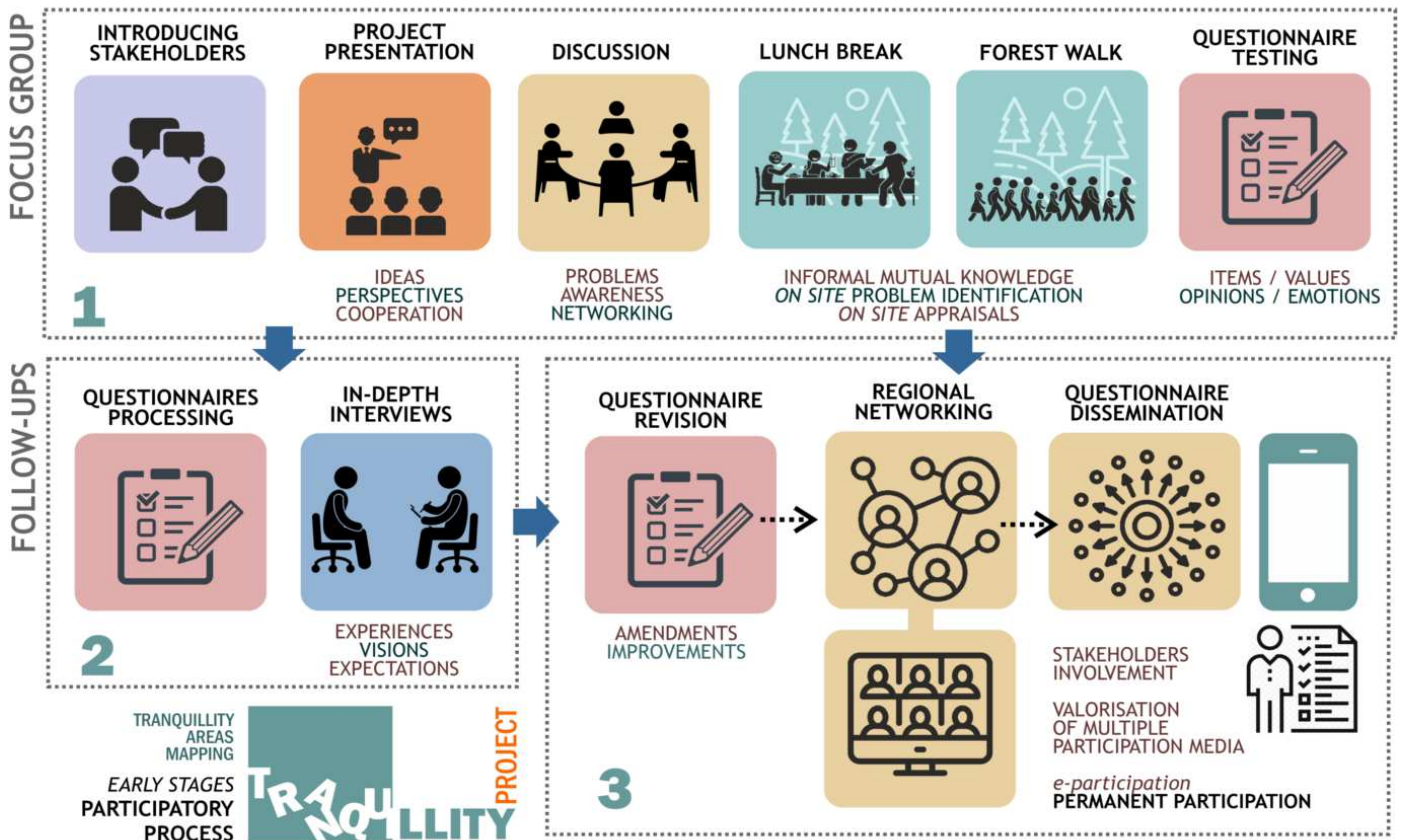 FOCUS GROUP
INTRODUCING
STAKEHOLDERS
PROJECT
PRESENTATION
DISCUSSION
LUNCH BREAK
FOREST WALK
QUESTIONNAIRE
TESTING
1
IDEAS
PERSPECTIVES
COOPERATION
PROBLEMS
AWARENESS
NETWORKING
INFORMAL MUTUAL KNOWLEDGE
ON SITE PROBLEM IDENTIFICATION
ON SITE APPRAISALS
ITEMS / VALUES
OPINIONS / EMOTIONS
FOLLOW-UPS
QUESTIONNAIRES
PROCESSING
IN-DEPTH
INTERVIEWS
2
EXPERIENCES
VISIONS
EXPECTATIONS
QUESTIONNAIRE
REVISION
REGIONAL
NETWORKING
QUESTIONNAIRE
DISSEMINATION
AMENDMENTS
IMPROVEMENTS
3
STAKEHOLDERS
INVOLVEMENT
VALORISATION
OF MULTIPLE
PARTICIPATION MEDIA
e-participation
PERMANENT PARTICIPATION
TRANQUILLITY
AREAS
MAPPING
EARLY STAGES
PARTICIPATORY
PROCESS
TRANQUILLITY
PROJECT